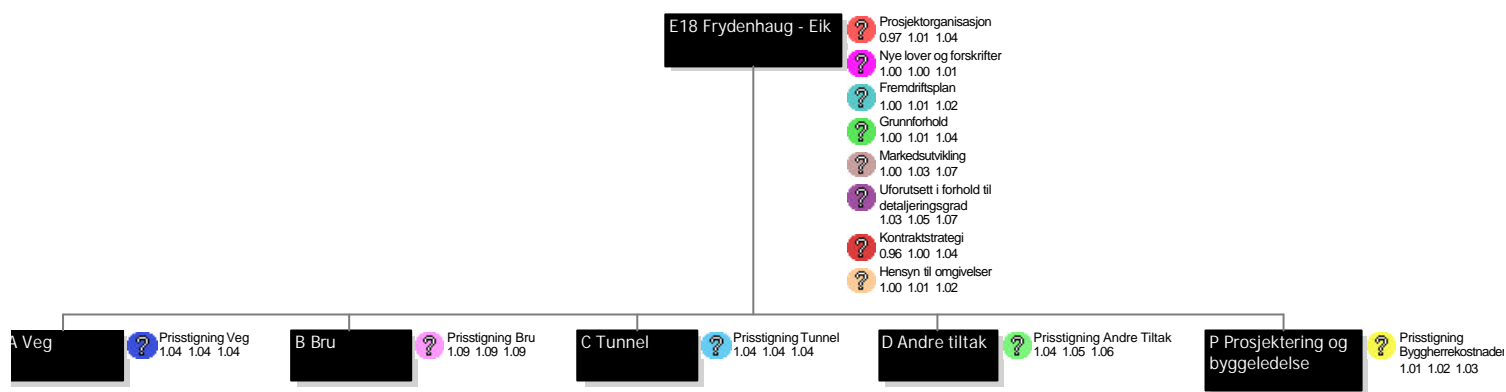 E18 Frydenhaug - Eik
Prosjektorganisasjon
0.97 1.01 1.04
Nye lover og forskrifter
1.00 1.00 1.01
Fremdriftsplan
1.00 1.01 1.02
Grunnforhold
1.00 1.01 1.04
Markedsutvikling
1.00 1.03 1.07
Uforutsett i forhold til
detaljeringsgrad
1.03 1.05 1.07
Kontraktstrategi
0.96 1.00 1.04
Hensyn til omgivelser
1.00 1.01 1.02
A Veg
Prisstigning Veg
1.04 1.04 1.04
B Bru
Prisstigning Bru
1.09 1.09 1.09
C Tunnel
Prisstigning Tunnel
1.04 1.04 1.04
D Andre tiltak
Prisstigning Andre Tiltak
1.04 1.05 1.06
P Prosjektering og
byggeledelse
Prisstigning
Byggherrekostnader
1.01 1.02 1.03